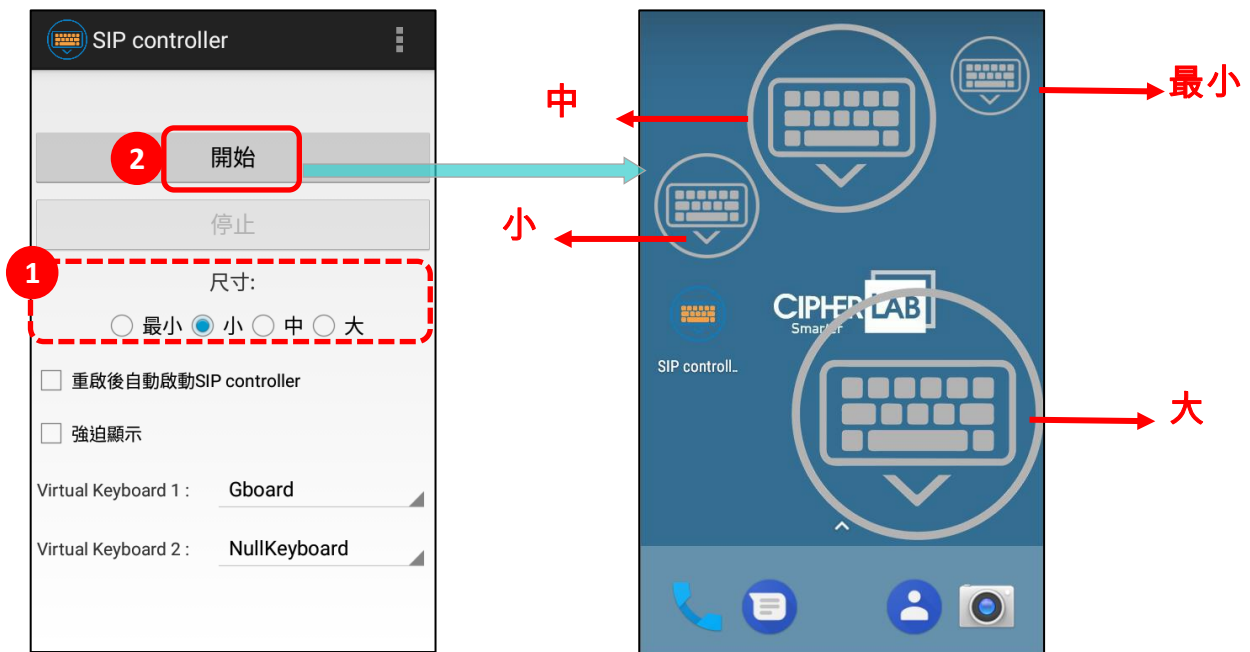 SIP controller
2
開始
停止
1
尺寸:
最小 小 中 大
重啟後自動啟動SIP controller
強迫顯示
Virtual Keyboard 1 : Gboard
Virtual Keyboard 2 : NullKeyboard
中
最小
小
CIPHERLAB
Smarter
SIP controll..
大